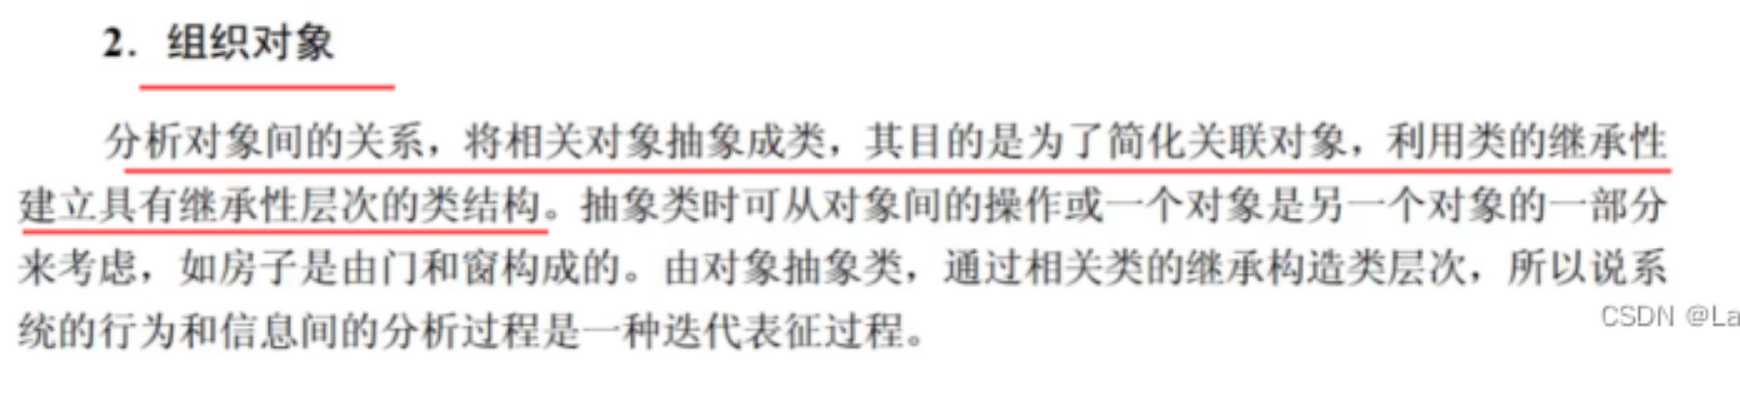 2. 组织对象
分析对象间的关系，将相关对象抽象成类，其目的是为了简化关联对象，利用类的继承性
建立具有继承性层次的类结构。抽象类时可从对象间的操作或一个对象是另一个对象的一部分
来考虑，如房子是由门和窗构成的。由对象抽象类，通过相关类的继承构造类层次，所以说系
统的行为和信息间的分析过程是一种迭代表征过程。
CSDN @La